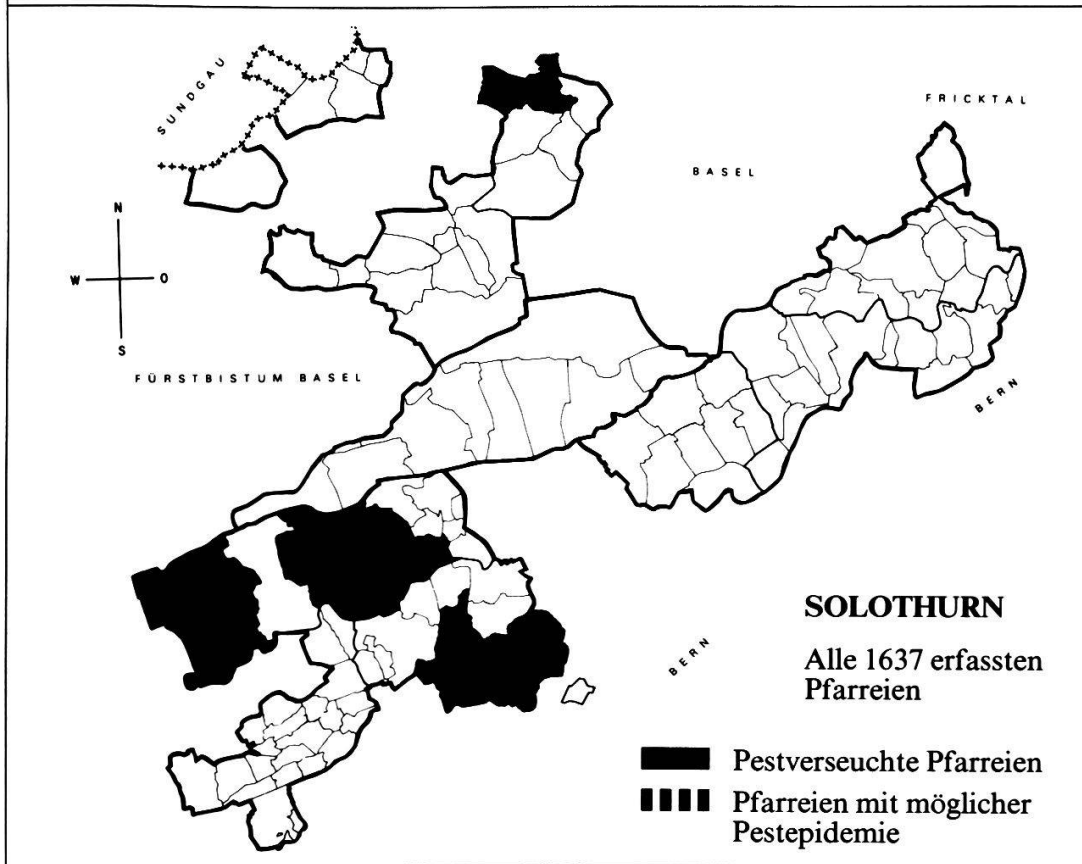 SUNDGAU
FRICKTAL
BASEL
N
W
O
S
FÜRSTBISTUM BASEL
BERN
BERN
SOLOTHURN
Alle 1637 erfassten
Pfarreien
Pestverseuchte Pfarreien
Pfarreien mit möglicher
Pestepidemie